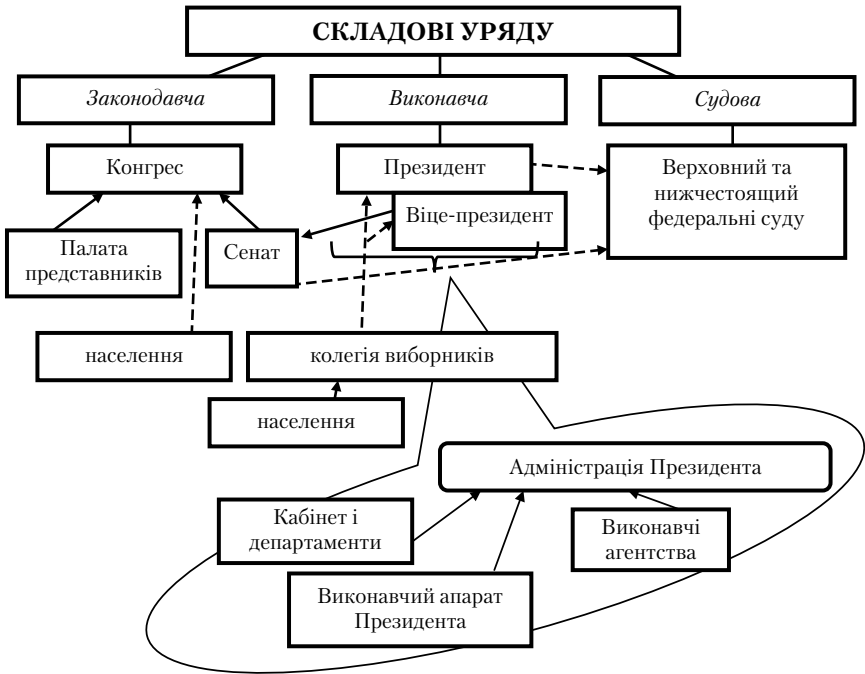 СКЛАДОВІ УРЯДУ
Законодавча
Виконавча
Судова
Конгрес
Президент
Верховний та
нижчестоящий
федеральні суду
Віце-президент
Палата
представників
Сенат
населення
колегія виборників
населення
Адміністрація Президента
Кабінет і
департаменти
Виконавчі
агентства
Виконавчий апарат
Президента